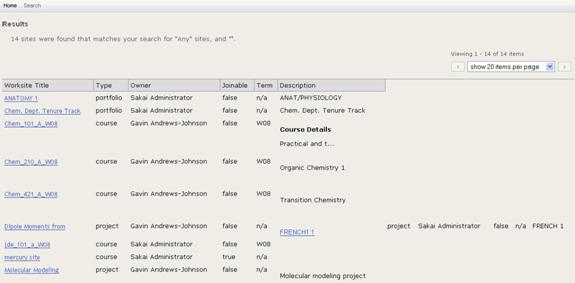 Home Search
Results
14 sites were found that matches your search for "Any" sites, and "".
Viewing 1 - 14 of 14 items
< show 20 items per page >
Worksite Title Type Owner Joinable Term Description
ANATOMY 1 portfolio Sakai Administrator false n/a ANAT/PHYSIOLOGY
Chem. Dept. Tenure Track portfolio Sakai Administrator false n/a Chem. Dept. Tenure Track
Chem_101_A_W08 course Gavin Andrews-Johnson false W08
Course Details
Practical and t...
Chem_210_A_W08 course Gavin Andrews-Johnson false W08
Organic Chemistry 1
Chem_421_A_W08 course Gavin Andrews-Johnson false W08
Transition Chemistry
Dipole Moments from project Gavin Andrews-Johnson false n/a FRENCH1 1 project Sakai Administrator false n/a FRENCH 1
jde_101_a_W08 course Sakai Administrator false W08
mercury site course Sakai Administrator true n/a
Molecular Modelling project Gavin Andrews-Johnson false n/a
Molecular modeling project